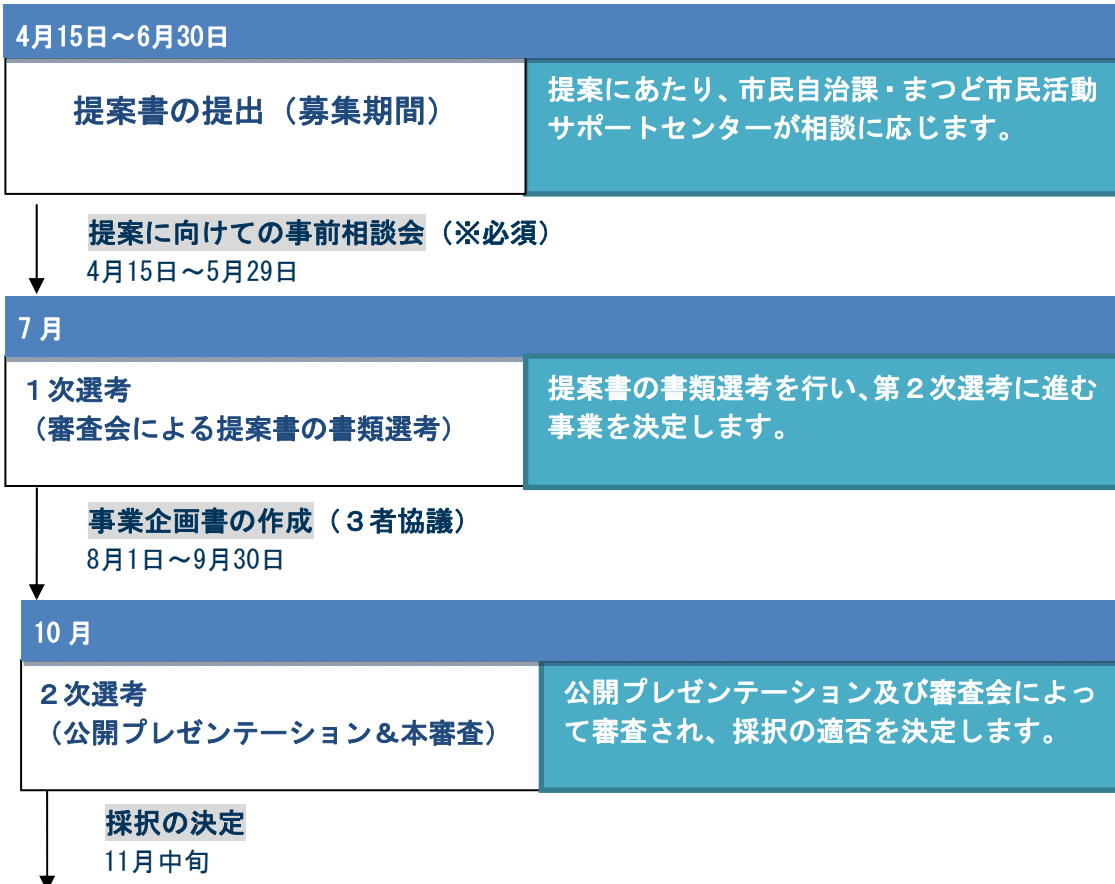 4月15日～6月30日
提案書の提出（募集期間）
提案にあたり、市民自治課・まつど市民活動
サポートセンターが相談に応じます。
提案に向けての事前相談会（※必須）
4月15日～5月29日
7月
１次選考
（審査会による提案書の書類選考）
提案書の書類選考を行い、第２次選考に進む
事業を決定します。
事業企画書の作成（３者協議）
8月1日～9月30日
10月
２次選考
（公開プレゼンテーション＆本審査）
公開プレゼンテーション及び審査会によっ
て審査され、採択の適否を決定します。
採択の決定
11月中旬